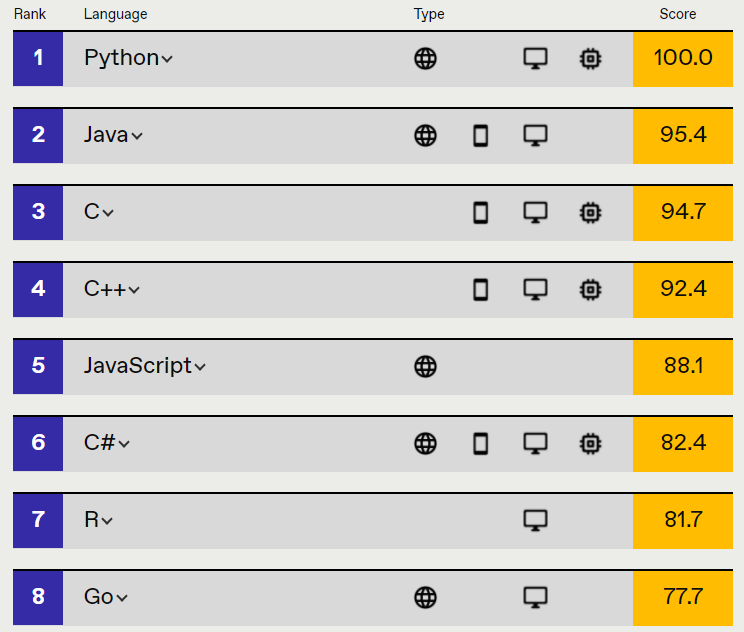 Rank Language Type Score
1 Python 100.0
2 Java 95.4
3 C 94.7
4 C++ 92.4
5 JavaScript 88.1
6 C# 82.4
7 R 81.7
8 Go 77.7